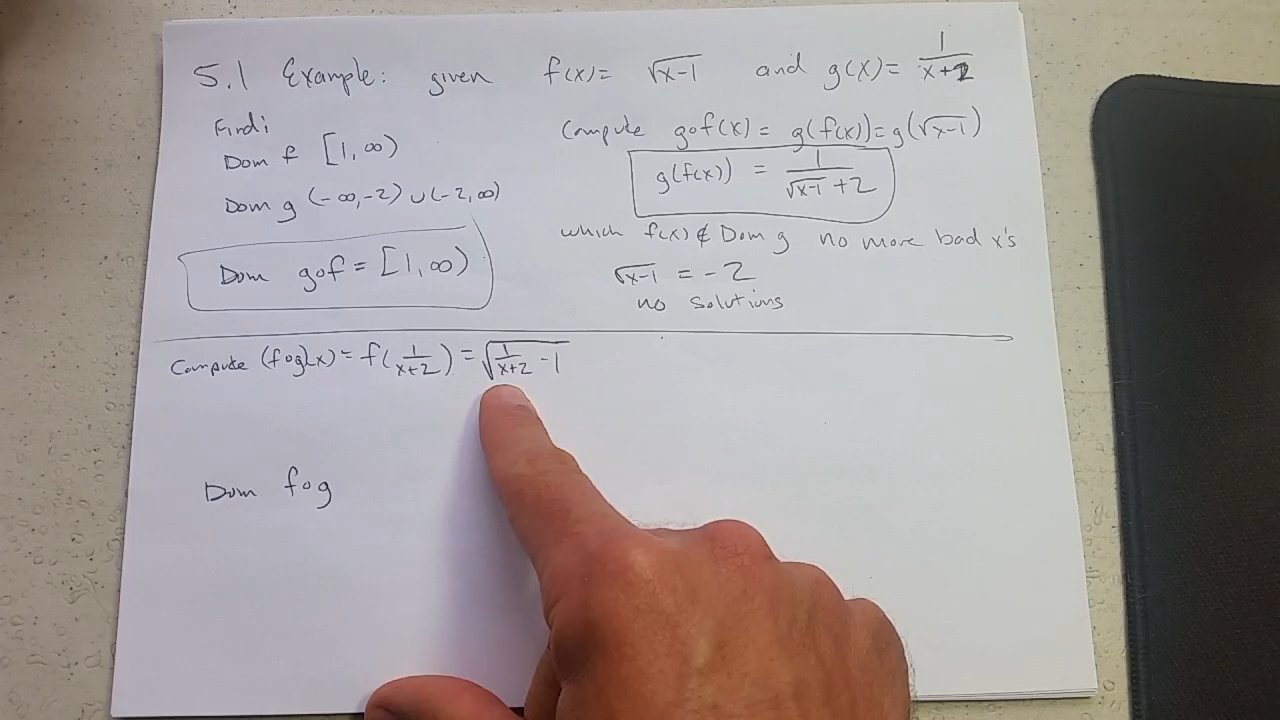 5.1 Example: given f(x) = √x-1 and g(x) = 1/x+2
Find:
Dom f [1, ∞)
Dom g (-∞, -2) ∪ (-2, ∞)
Dom g∘f = [1, ∞)
Compute g∘f(x) = g(f(x)) = g(√x-1)
g(f(x)) = 1/√x-1 + 2
which f(x) ∉ Dom g no more bad x's
√x-1 = -2
no solutions
Compute (f∘g)(x) = f(1/x+2) = √1/x+2 - 1
Dom f∘g